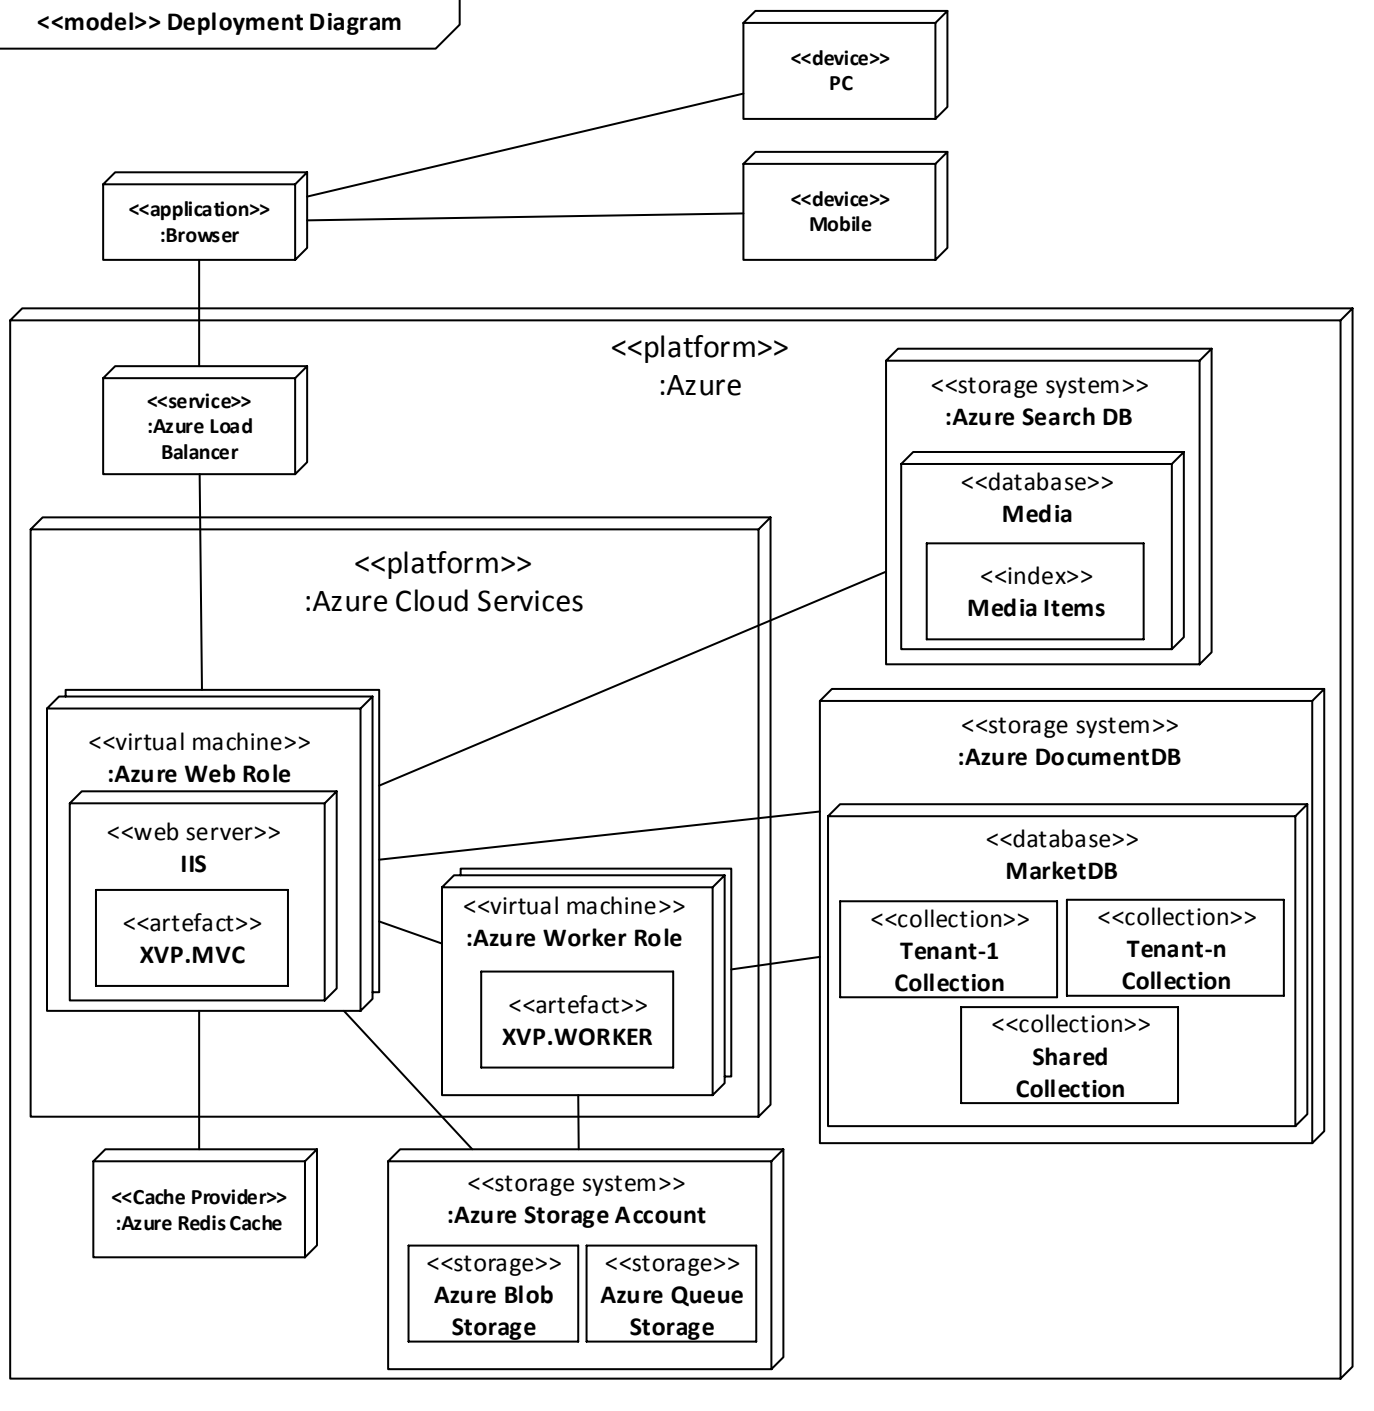 <<model>> Deployment Diagram
<<device>>
PC
<<device>>
Mobile
<<application>>
:Browser
<<platform>>
:Azure
<<service>>
:Azure Load
Balancer
<<storage system>>
:Azure Search DB
<<database>>
Media
<<index>>
Media Items
<<platform>>
:Azure Cloud Services
<<virtual machine>>
:Azure Web Role
<<web server>>
IIS
<<artefact>>
XVP.MVC
<<virtual machine>>
:Azure Worker Role
<<artefact>>
XVP.WORKER
<<storage system>>
:Azure DocumentDB
<<database>>
MarketDB
<<collection>>
Tenant-1
Collection
<<collection>>
Tenant-n
Collection
<<collection>>
Shared
Collection
<<Cache Provider>>
:Azure Redis Cache
<<storage system>>
:Azure Storage Account
<<storage>>
Azure Blob
Storage
<<storage>>
Azure Queue
Storage